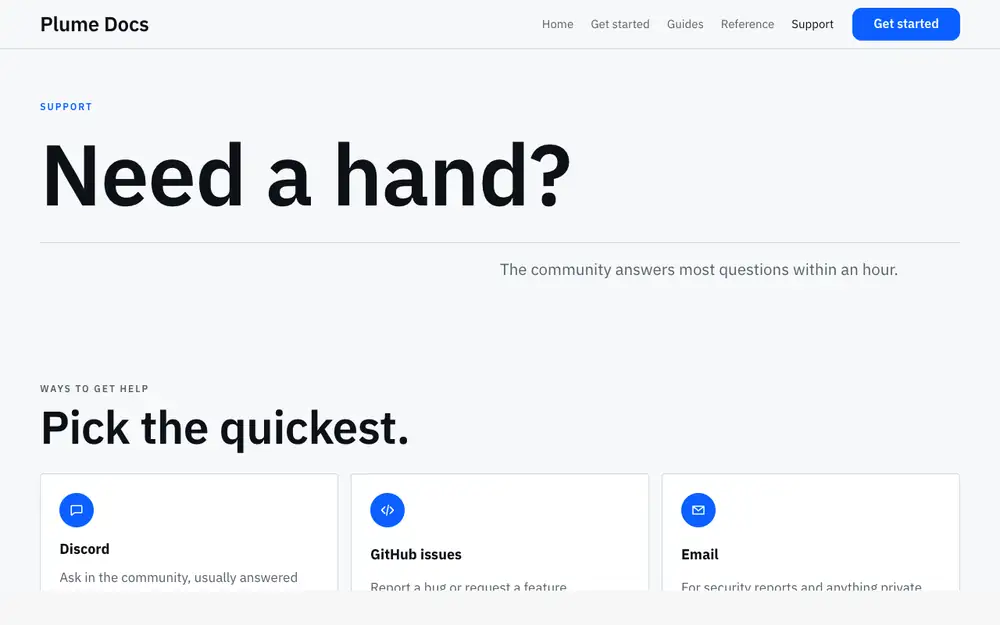 Plume Docs
Home
Get started
Guides
Reference
Support
Get started
SUPPORT
Need a hand?
The community answers most questions within an hour.
WAYS TO GET HELP
Pick the quickest.
Discord
Ask in the community, usually answered
GitHub issues
Report a bug or request a feature
Email
For security reports and anything private